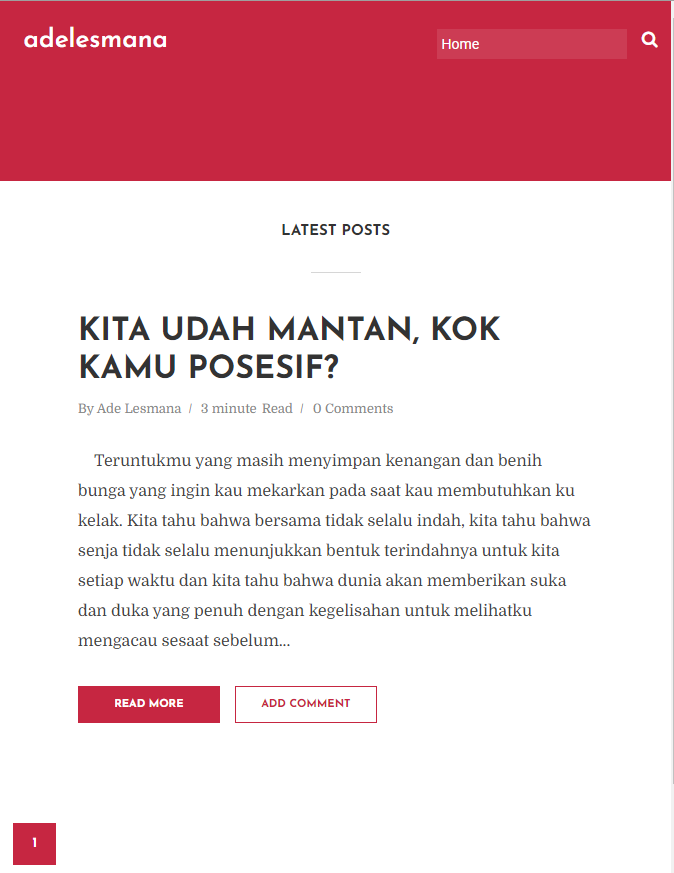 adelesmana
Home
LATEST POSTS
KITA UDAH MANTAN, KOK
KAMU POSESIF?
By Ade Lesmana / 3 minute Read / 0 Comments
Teruntukmu yang masih menyimpan kenangan dan benih
bunga yang ingin kau mekarkan pada saat kau membutuhkan ku
kelak. Kita tahu bahwa bersama tidak selalu indah, kita tahu bahwa
senja tidak selalu menunjukkan bentuk terindahnya untuk kita
setiap waktu dan kita tahu bahwa dunia akan memberikan suka
dan duka yang penuh dengan kegelisahan untuk melihatku
mengacau sesaat sebelum...
READ MORE
ADD COMMENT
1